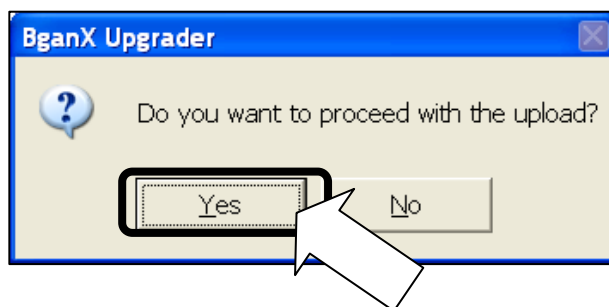 BganX Upgrader
Do you want to proceed with the upload?
Yes
No